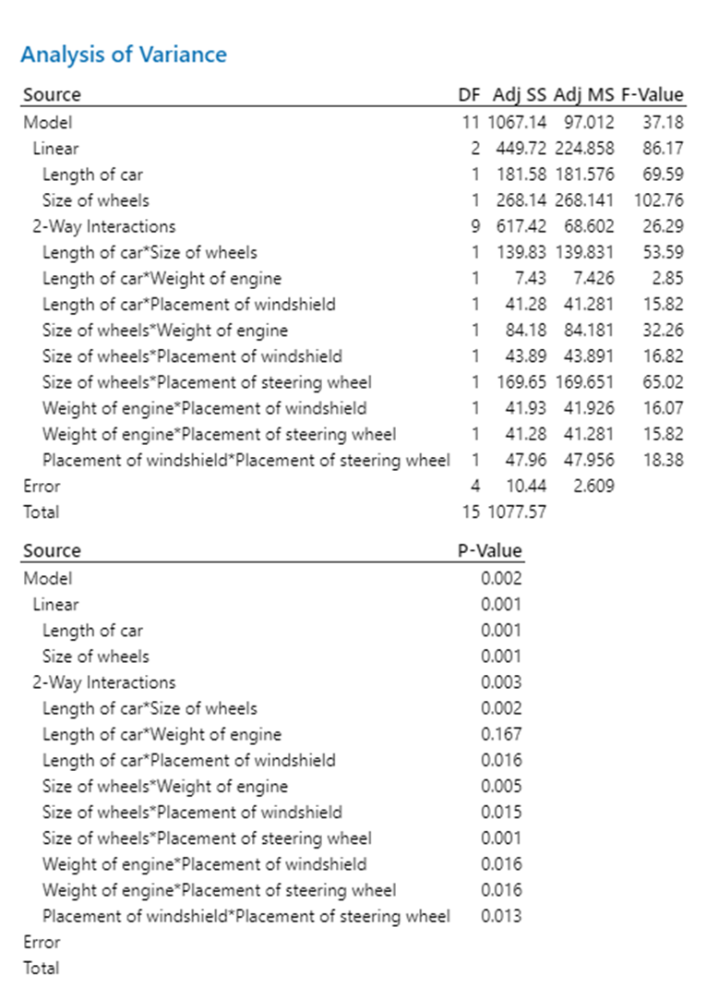 Analysis of Variance
Source DF Adj SS Adj MS F-Value
Model 11 1067.14 97.012 37.18
Linear 2 449.72 224.858 86.17
Length of car 1 181.58 181.576 69.59
Size of wheels 1 268.14 268.141 102.76
2-Way Interactions 9 617.42 68.602 26.29
Length of car*Size of wheels 1 139.83 139.831 53.59
Length of car*Weight of engine 1 7.43 7.426 2.85
Length of car*Placement of windshield 1 41.28 41.281 15.82
Size of wheels*Weight of engine 1 84.18 84.181 32.26
Size of wheels*Placement of windshield 1 43.89 43.891 16.82
Size of wheels*Placement of steering wheel 1 169.65 169.651 65.02
Weight of engine*Placement of windshield 1 41.93 41.926 16.07
Weight of engine*Placement of steering wheel 1 41.28 41.281 15.82
Placement of windshield*Placement of steering wheel 1 47.96 47.956 18.38
Error 4 10.44 2.609
Total 15 1077.57
Source P-Value
Model 0.002
Linear 0.001
Length of car 0.001
Size of wheels 0.001
2-Way Interactions 0.003
Length of car*Size of wheels 0.002
Length of car*Weight of engine 0.167
Length of car*Placement of windshield 0.016
Size of wheels*Weight of engine 0.005
Size of wheels*Placement of windshield 0.015
Size of wheels*Placement of steering wheel 0.001
Weight of engine*Placement of windshield 0.016
Weight of engine*Placement of steering wheel 0.016
Placement of windshield*Placement of steering wheel 0.013
Error
Total